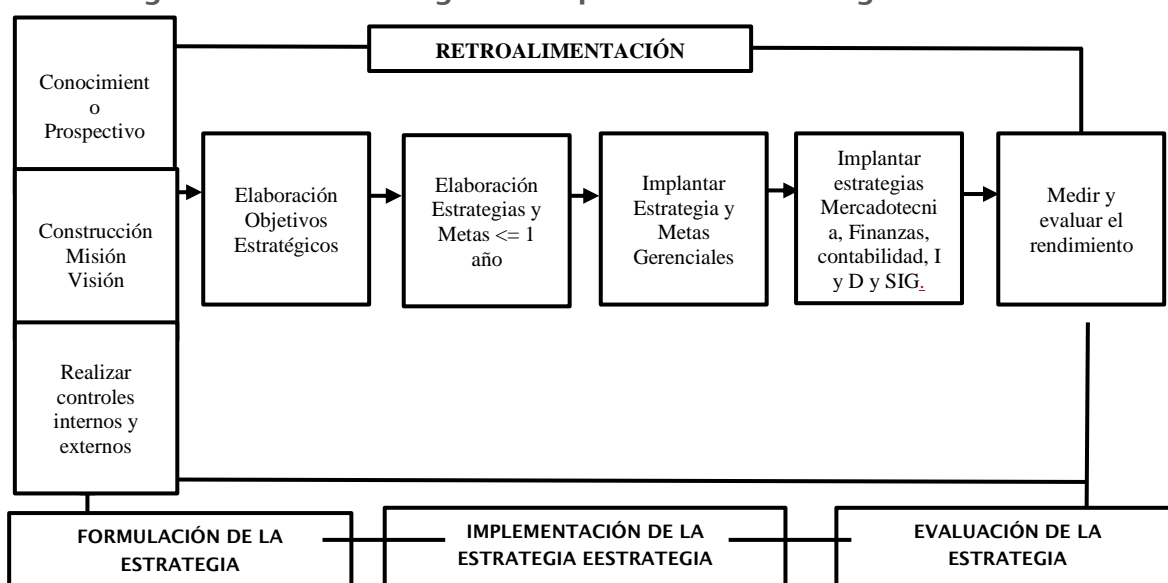 RETROALIMENTACIÓN
Conocimient
o
Prospectivo
Construcción
Misión
Visión
Realizar
controles
internos y
externos
Elaboración
Objetivos
Estratégicos
Elaboración
Estrategias y
Metas <= 1
año
Implantar
Estrategia y
Metas
Gerenciales
Implantar
estrategias
Mercadotecni
a, Finanzas,
contabilidad, I
y D y SIG.
Medir y
evaluar el
rendimiento
FORMULACIÓN DE LA
ESTRATEGIA
IMPLEMENTACIÓN DE LA
ESTRATEGIA EESTRATEGIA
EVALUACIÓN DE LA
ESTRATEGIA